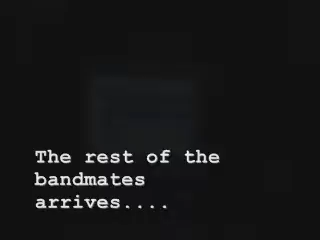 The rest of the
bandmates
arrives....